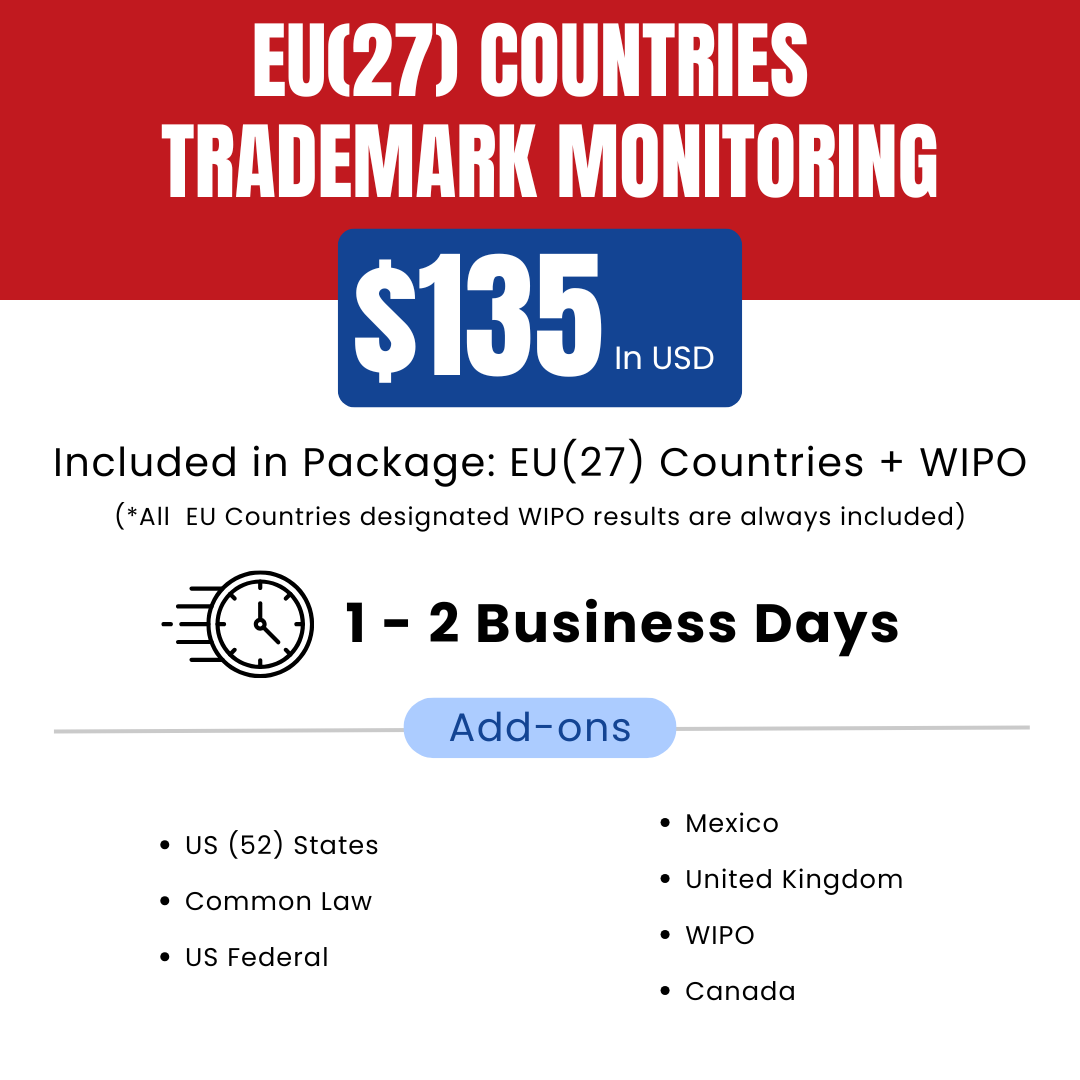 EU(27) COUNTRIES
TRADEMARK MONITORING
$135 In USD
Included in Package: EU(27) Countries + WIPO
(*All  EU Countries designated WIPO results are always included)
1 - 2 Business Days
Add-ons
• US (52) States
• Common Law
• US Federal
• Mexico
• United Kingdom
• WIPO
• Canada